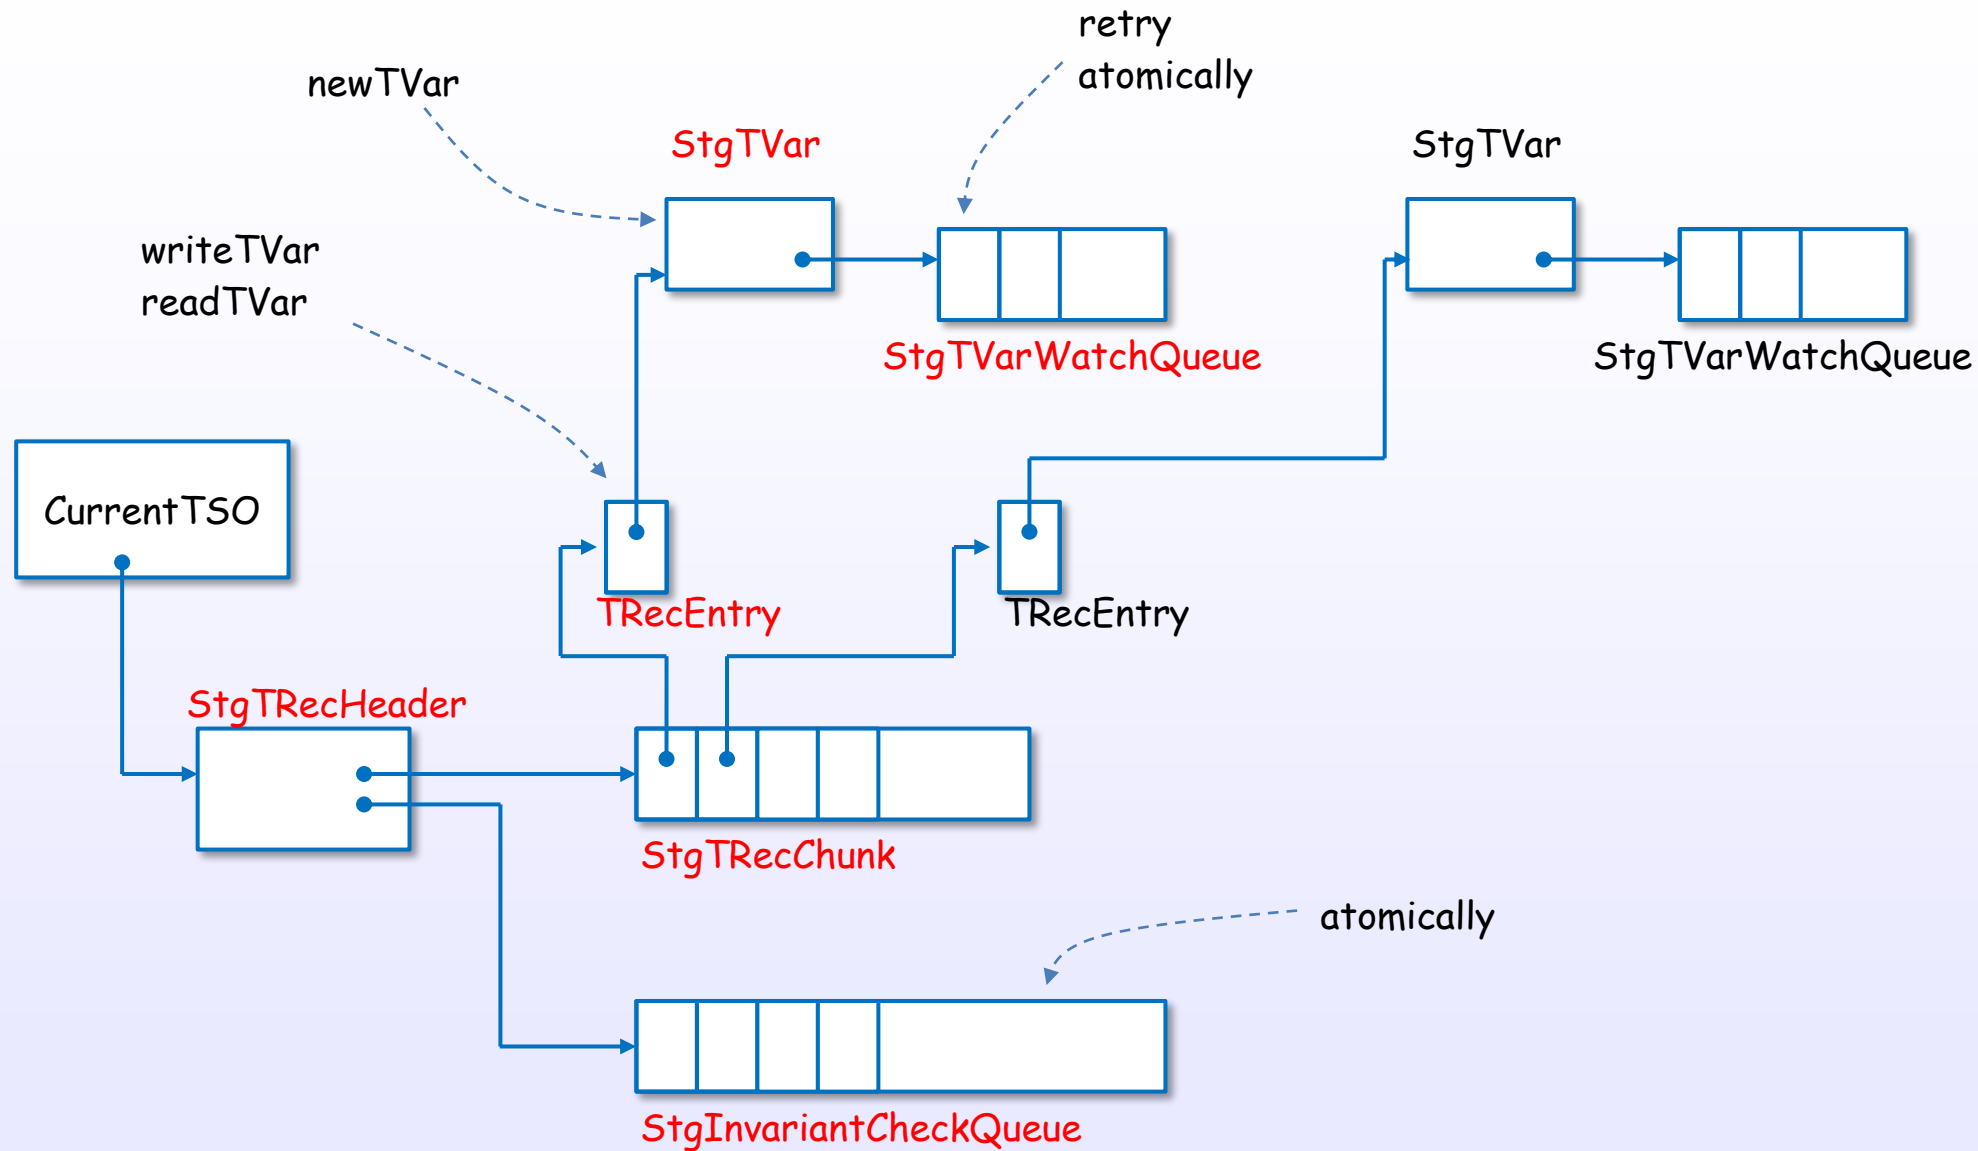 retry
atomically
newTVar
StgTVar
StgTVar
writeTVar
readTVar
StgTVarWatchQueue
StgTVarWatchQueue
CurrentTSO
TRecEntry
TRecEntry
StgTRecHeader
StgTRecChunk
atomically
StgInvariantCheckQueue